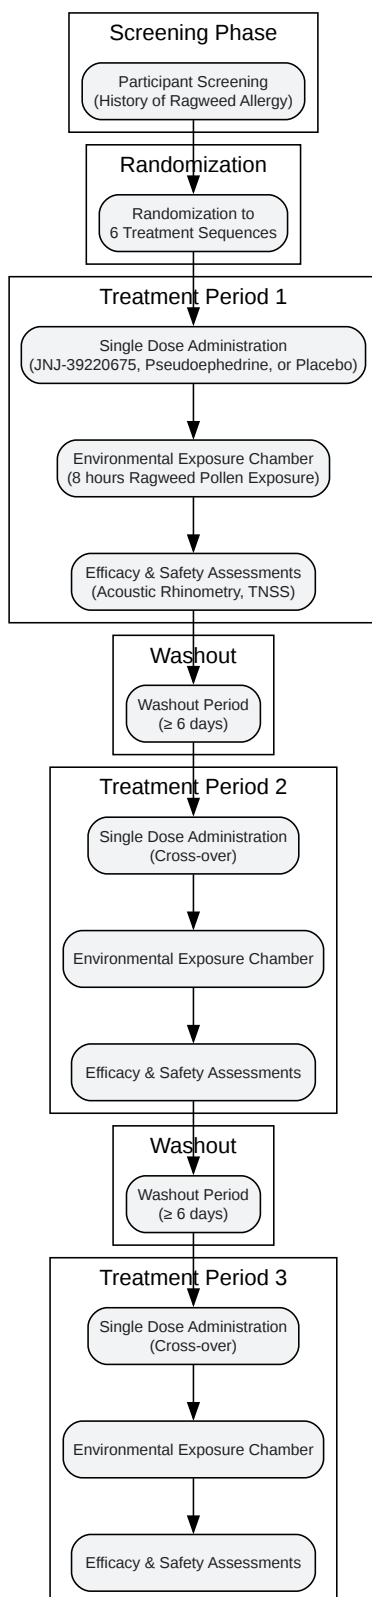 Screening Phase
Participant Screening
(History of Ragweed Allergy)
Randomization
Randomization to
6 Treatment Sequences
Treatment Period 1
Single Dose Administration
(JNJ-39220675, Pseudoephedrine, or Placebo)
Environmental Exposure Chamber
(8 hours Ragweed Pollen Exposure)
Efficacy & Safety Assessments
(Acoustic Rhinometry, TNSS)
Washout
Washout Period
(≥ 6 days)
Treatment Period 2
Single Dose Administration
(Cross-over)
Environmental Exposure Chamber
Efficacy & Safety Assessments
Washout
Washout Period
(≥ 6 days)
Treatment Period 3
Single Dose Administration
(Cross-over)
Environmental Exposure Chamber
Efficacy & Safety Assessments